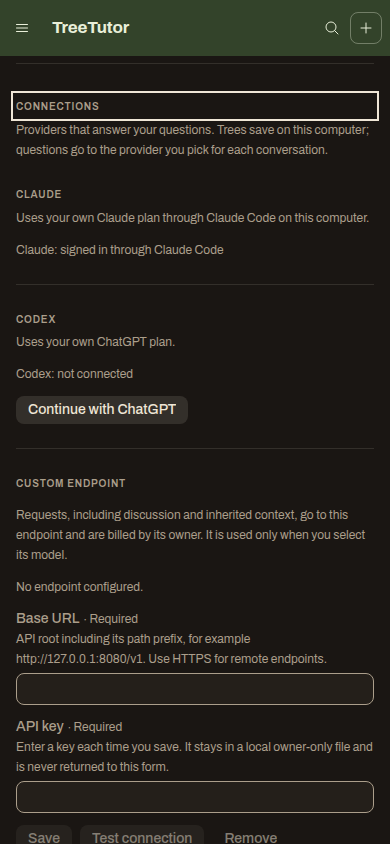 TreeTutor
CONNECTIONS
Providers that answer your questions. Trees save on this computer;
questions go to the provider you pick for each conversation.
CLAUDE
Uses your own Claude plan through Claude Code on this computer.
Claude: signed in through Claude Code
CODEX
Uses your own ChatGPT plan.
Codex: not connected
Continue with ChatGPT
CUSTOM ENDPOINT
Requests, including discussion and inherited context, go to this
endpoint and are billed by its owner. It is used only when you select
its model.
No endpoint configured.
Base URL · Required
API root including its path prefix, for example
http://127.0.0.1:8080/v1. Use HTTPS for remote endpoints.
API key · Required
Enter a key each time you save. It stays in a local owner-only file and
is never returned to this form.
Save Test connection Remove